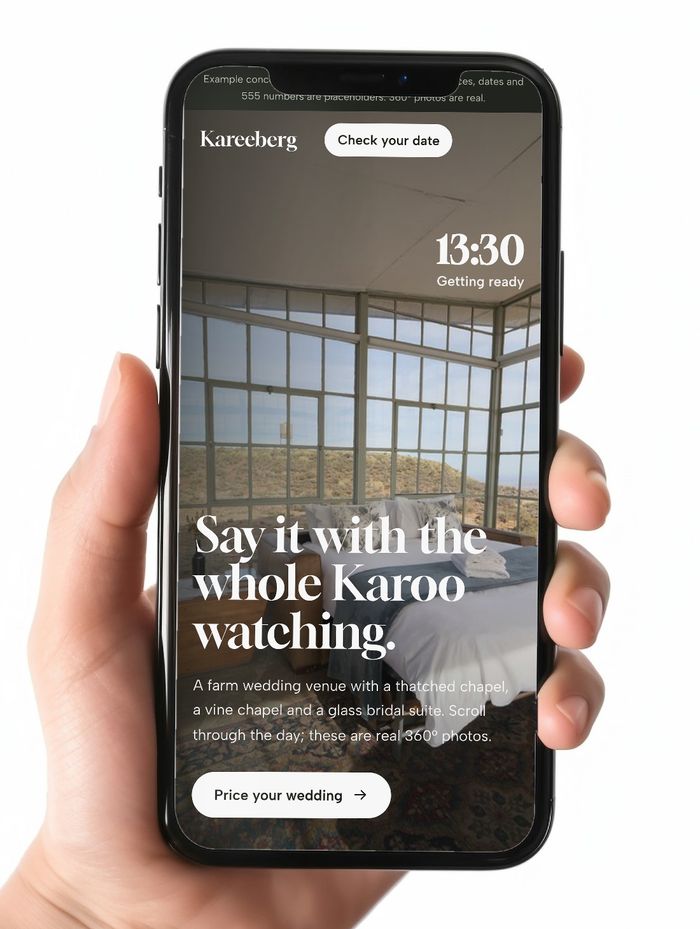 Example dates and
555 numbers are placeholders. 360° photos are real.
Kareeberg
Check your date
13:30
Getting ready
Say it with the
whole Karoo
watching.
A farm wedding venue with a thatched chapel,
a vine chapel and a glass bridal suite. Scroll
through the day; these are real 360° photos.
Price your wedding →